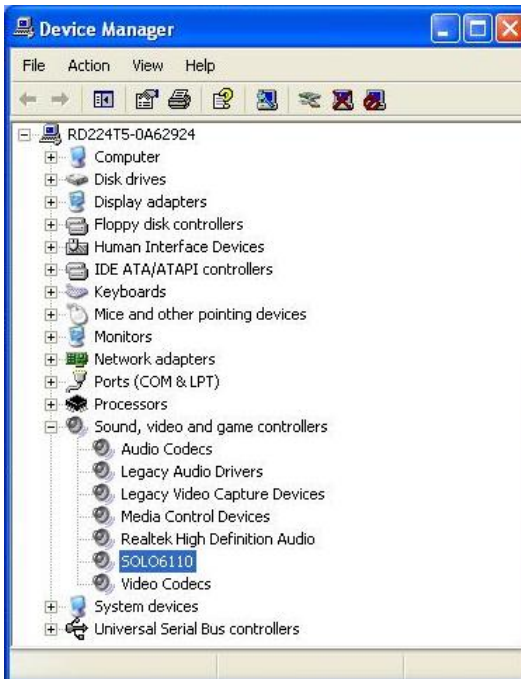 Device Manager
File Action View Help
RD224T5-0A62924
Computer
Disk drives
Display adapters
Floppy disk controllers
Human Interface Devices
IDE ATA/ATAPI controllers
Keyboards
Mice and other pointing devices
Monitors
Network adapters
Ports (COM & LPT)
Processors
Sound, video and game controllers
Audio Codecs
Legacy Audio Drivers
Legacy Video Capture Devices
Media Control Devices
Realtek High Definition Audio
SOLO6110
Video Codecs
System devices
Universal Serial Bus controllers